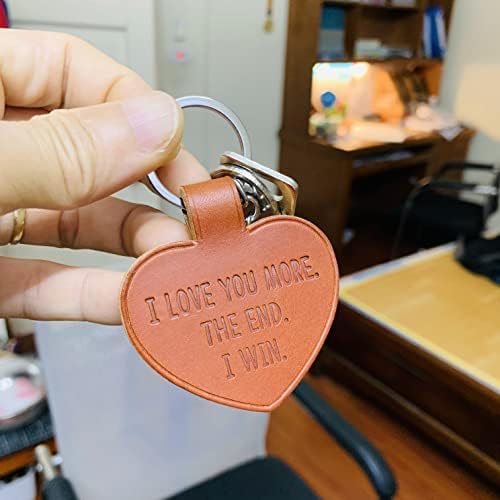 I LOVE YOU MORE.
THE END.
I WIN.